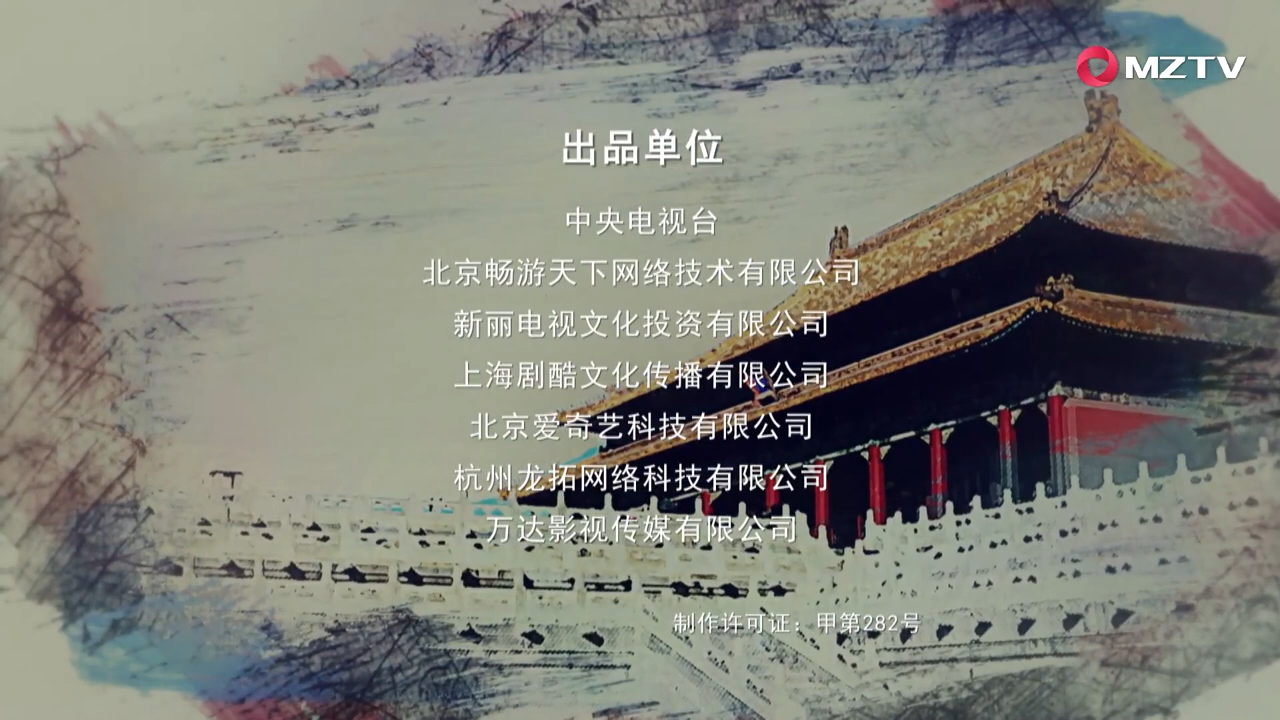 MZTV
出品单位
中央电视台
北京畅游天下网络技术有限公司
新丽电视文化投资有限公司
上海剧酷文化传播有限公司
北京爱奇艺科技有限公司
杭州龙拓网络科技有限公司
万达影视传媒有限公司
制作许可证：甲第282号